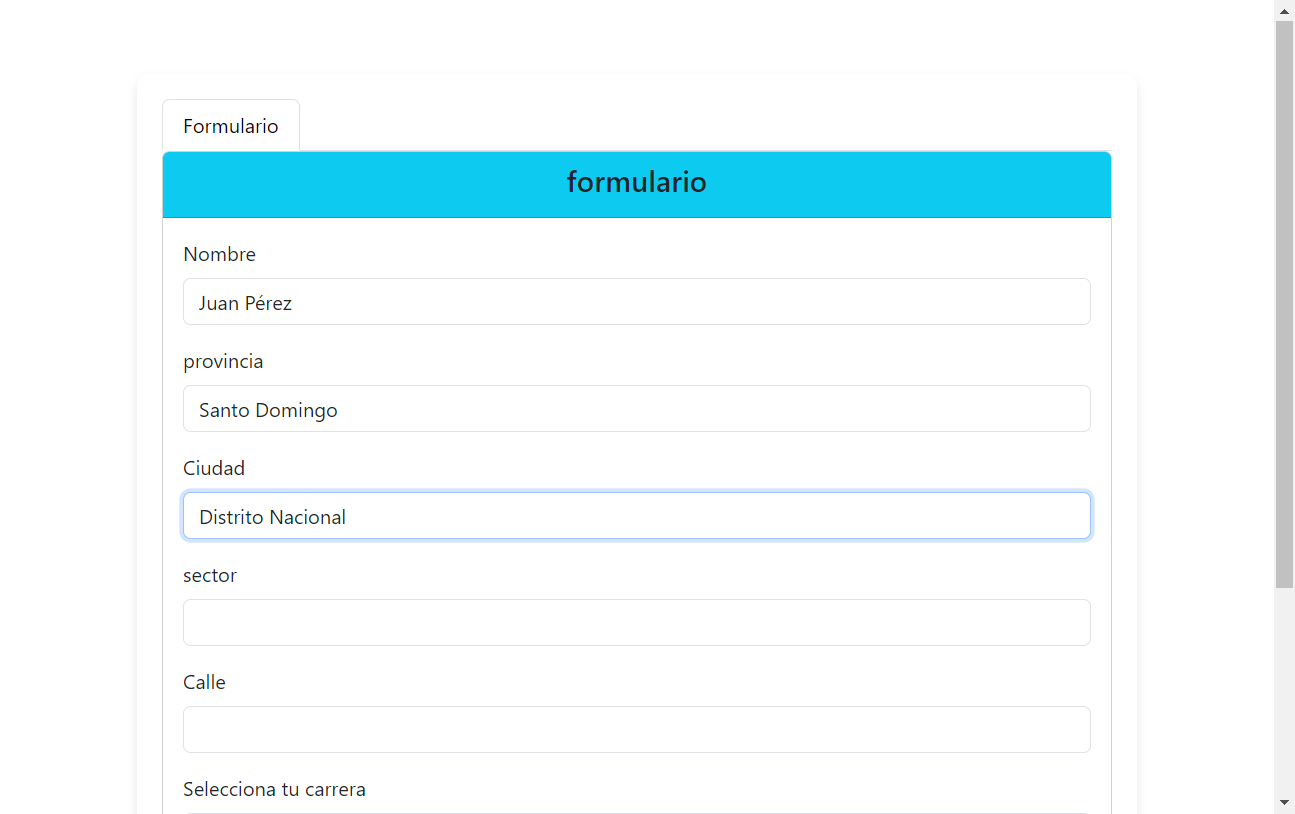 Formulario
formulario
Nombre
Juan Pérez
provincia
Santo Domingo
Ciudad
Distrito Nacional
sector
Calle
Selecciona tu carrera